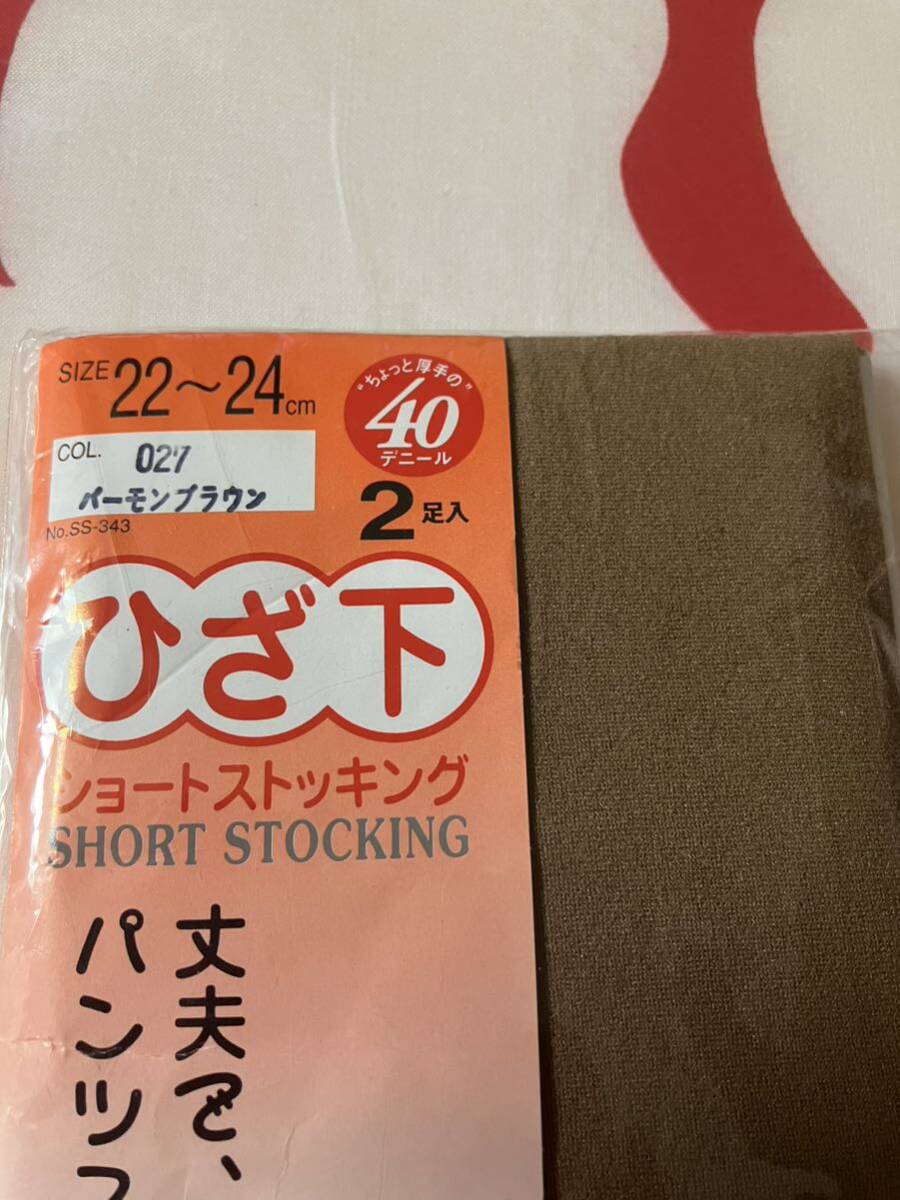 SIZE 22～24cm
COL. 027
パーモンブラウン
No.SS-343
"ちょっと厚手の"
40
デニール
2足入
ひざ下
ショートストッキング
SHORT STOCKING
丈夫で、
パンツス